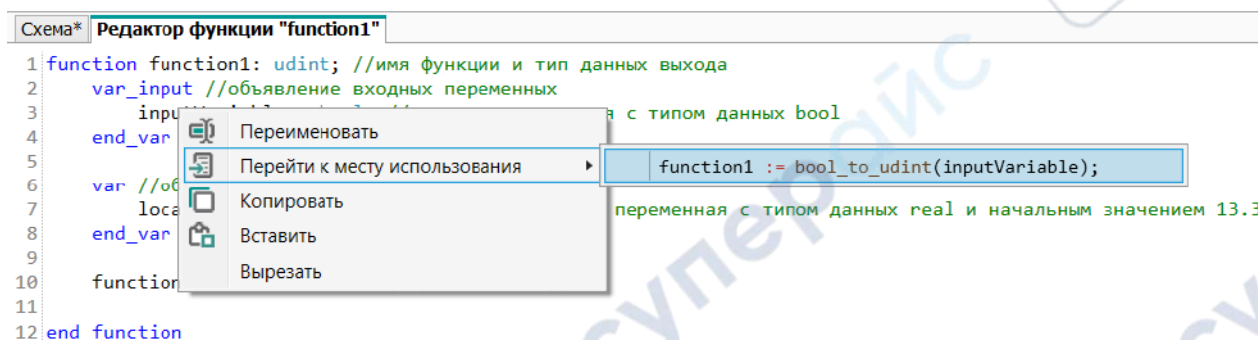 Схема* Редактор функции "function1"
1 function function1: udint; //имя функции и тип данных выхода
2 var_input //объявление входных переменных
3 inpu я с типом данных bool
4 end_var
Переименовать
5
Перейти к месту использования function1 := bool_to_udint(inputVariable);
6 var //об
Копировать
7 loca переменная с типом данных real и начальным значением 13.3
8 end_var
Вставить
9
Вырезать
10 function
11
12 end function
суперайс